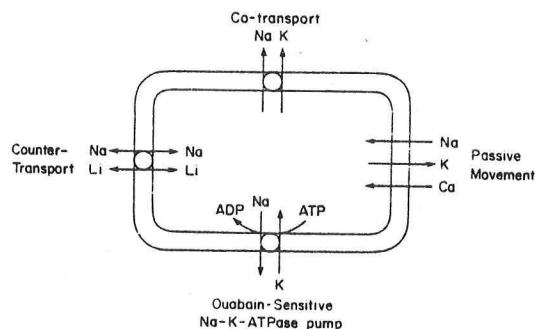 Co-transport
Na K
Counter-
Transport
Na Na
Li Li
Na
K
Ca
Passive
Movement
ADP Na ATP
K
Ouabain-Sensitive
Na-K-ATPase pump